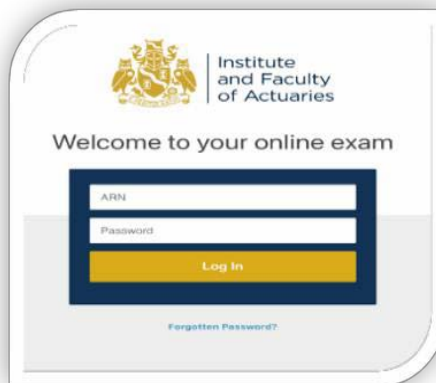 Institute
and Faculty
of Actuaries
Welcome to your online exam
ARN
Password
Log In
Forgotten Password?